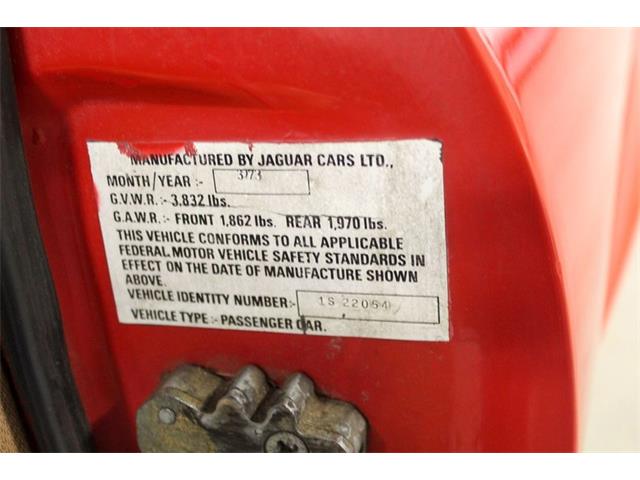 MANUFACTURED BY JAGUAR CARS LTD.,
MONTH/YEAR :- 3/73
G.V.W.R. :- 3.832 lbs.
G.A.W.R. :- FRONT 1,862 lbs. REAR 1,970 lbs.
THIS VEHICLE CONFORMS TO ALL APPLICABLE
FEDERAL MOTOR VEHICLE SAFETY STANDARDS IN
EFFECT ON THE DATE OF MANUFACTURE SHOWN
ABOVE.
VEHICLE IDENTITY NUMBER:- 1S 22054
VEHICLE TYPE :- PASSENGER CAR.